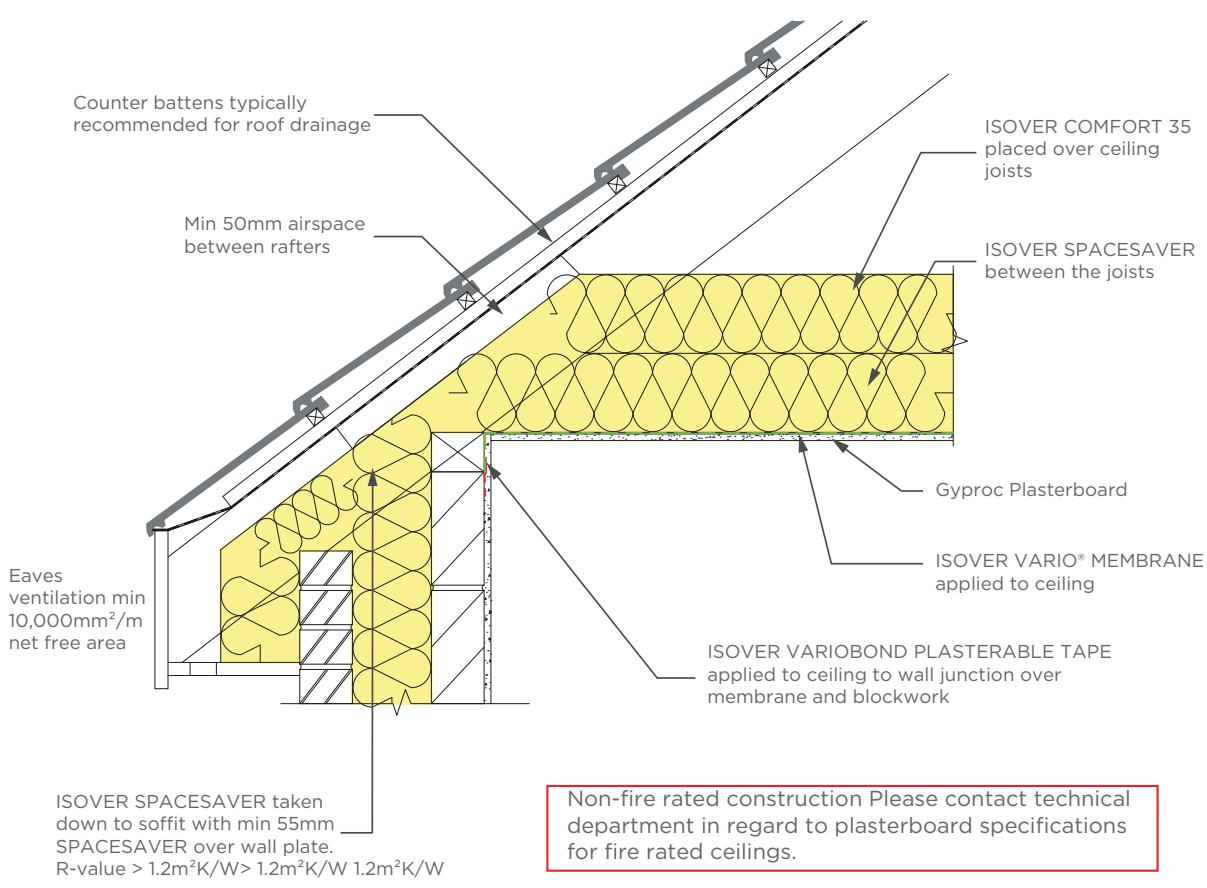 Counter battens typically
recommended for roof drainage
Min 50mm airspace
between rafters
ISOVER COMFORT 35
placed over ceiling
joists
ISOVER SPACESAVER
between the joists
Gyproc Plasterboard
ISOVER VARIO® MEMBRANE
applied to ceiling
Eaves
ventilation min
10,000mm²/m
net free area
ISOVER VARIOBOND PLASTERABLE TAPE
applied to ceiling to wall junction over
membrane and blockwork
ISOVER SPACESAVER taken
down to soffit with min 55mm
SPACESAVER over wall plate.
R-value > 1.2m²K/W> 1.2m²K/W 1.2m²K/W
Non-fire rated construction Please contact technical
department in regard to plasterboard specifications
for fire rated ceilings.